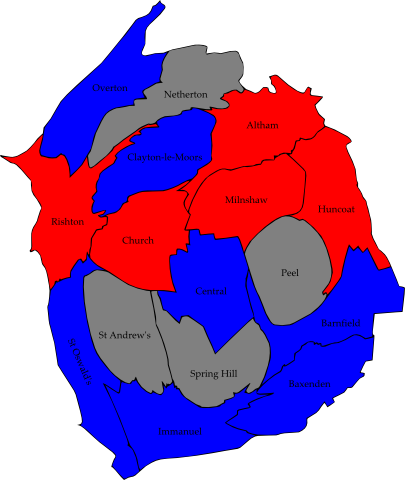 Overton
Netherton
Altham
Clayton-le-Moors
Milnshaw
Huncoat
Rishton
Church
Peel
Central
Barnfield
St Andrew's
St Oswald's
Spring Hill
Baxenden
Immanuel